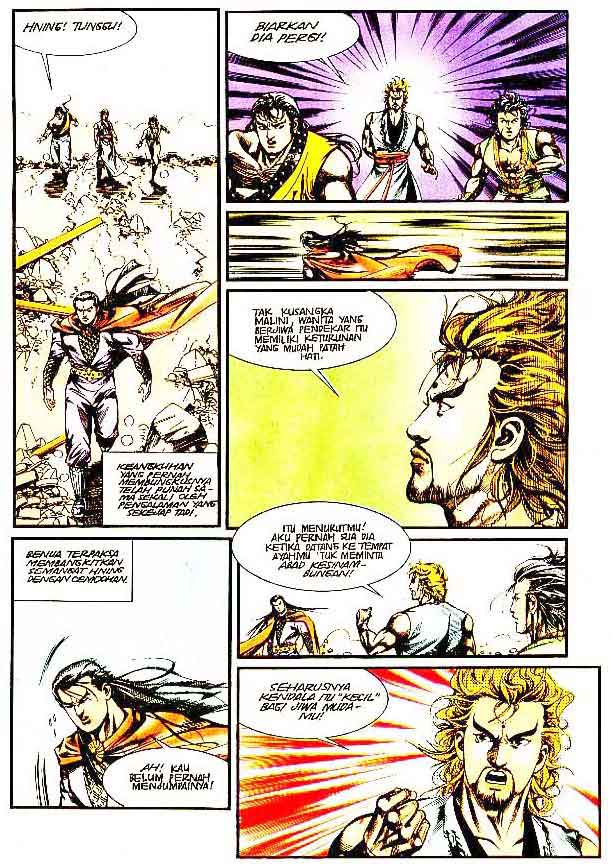 HNING! TUNGGU!
BIARKAN
DIA PERGI!
KEANGKUHAN
YANG PERNAH
MEMBUNGKUSNYA
TELAH PUNAH SA-
MA SEKALI OLEH
PENGALAMAN YANG
SEKEJAP TADI.
TAK KUSANGKA
MALINI, WANITA YANG
BERJIWA PENDEKAR ITU
MEMILIKI KETURUNAN
YANG MUDAH PATAH
HATI.
BENUA TERPAKSA
MEMBANGKITKAN
SEMANGAT HNING
DENGAN CEMOOHAN.
ITU MENURUTMU!
AKU PERNAH
DIA
KETIKA DATANG KE TEMPAT
AYAHMU 'TUK MEMINTA
ABAD KESINAM-
BUNGAN!
AH! KAU
BELUM PERNAH
MENJUMPAINYA!
SEHARUSNYA
KENDALA ITU "KECIL"
BAGI JIWA MUDA-
MU!